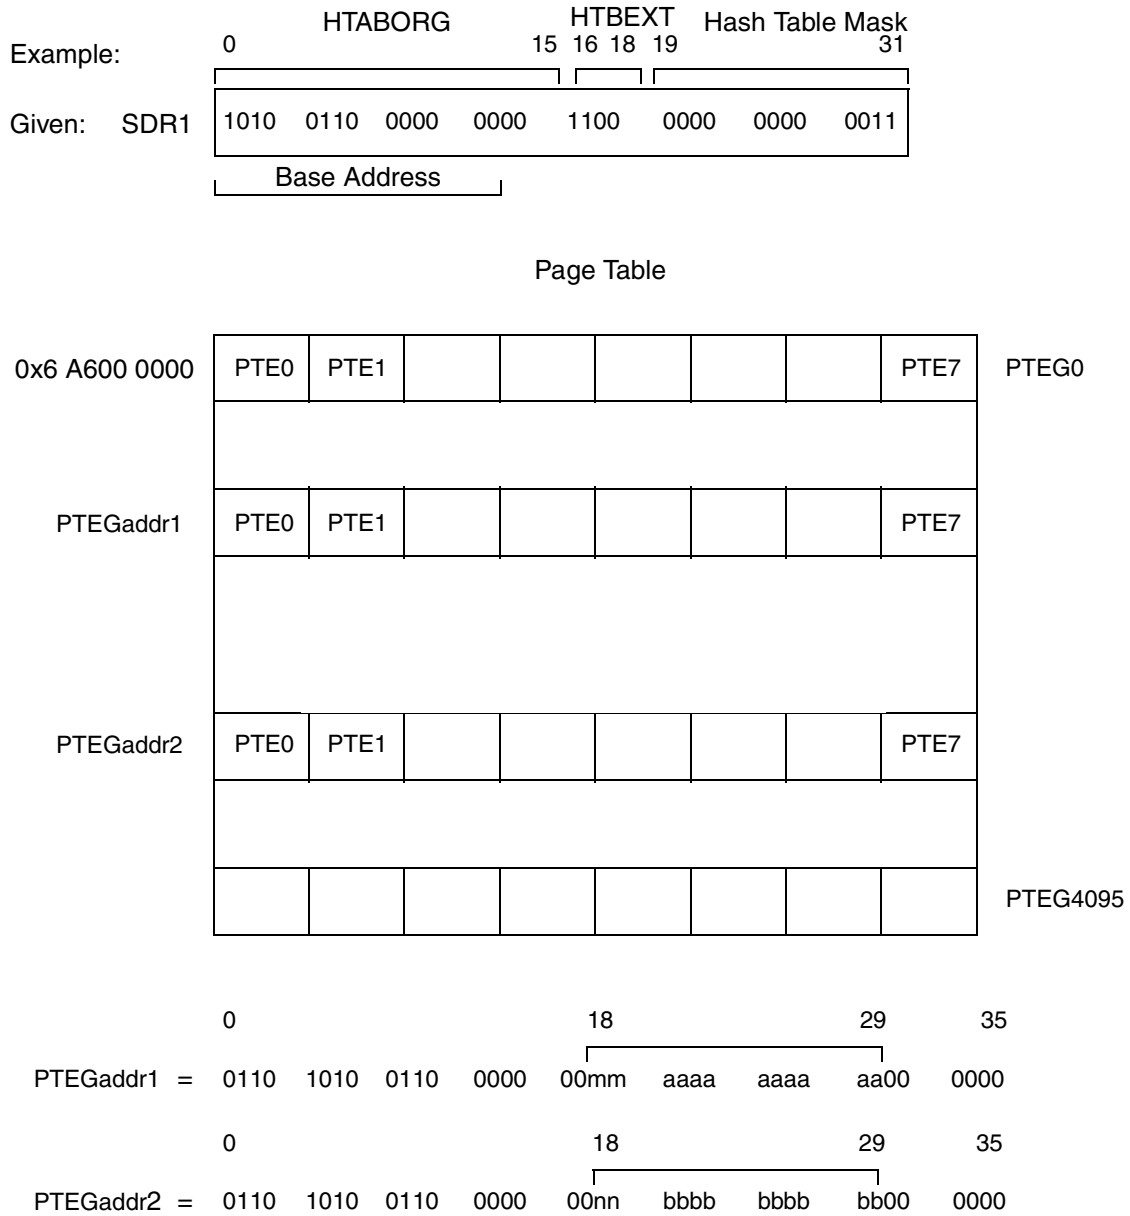 HTABORG HTBEXT Hash Table Mask
Example: 0 15 16 18 19 31
Given: SDR1 1010 0110 0000 0000 1100 0000 0000 0011
Base Address
Page Table
0x6 A600 0000 PTE0 PTE1 PTE7 PTEG0
PTEGaddr1 PTE0 PTE1 PTE7
PTEGaddr2 PTE0 PTE1 PTE7
PTEG4095
0 18 29 35
PTEGaddr1 = 0110 1010 0110 0000 00mm aaaa aaaa aa00 0000
0 18 29 35
PTEGaddr2 = 0110 1010 0110 0000 00nn bbbb bbbb bb00 0000